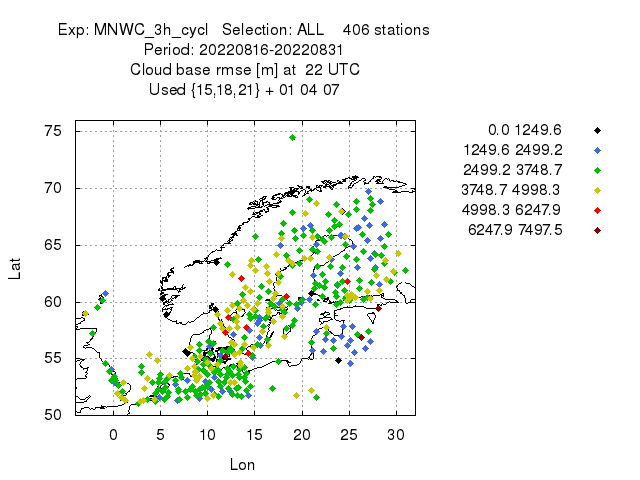 Exp: MNWC_3h_cycl Selection: ALL 406 stations
Period: 20220816-20220831
Cloud base rmse [m] at 22 UTC
Used {15,18,21} + 01 04 07
75
70
65
60
55
50
Lat
0 5 10 15 20 25 30
Lon
0.0 1249.6
1249.6 2499.2
2499.2 3748.7
3748.7 4998.3
4998.3 6247.9
6247.9 7497.5